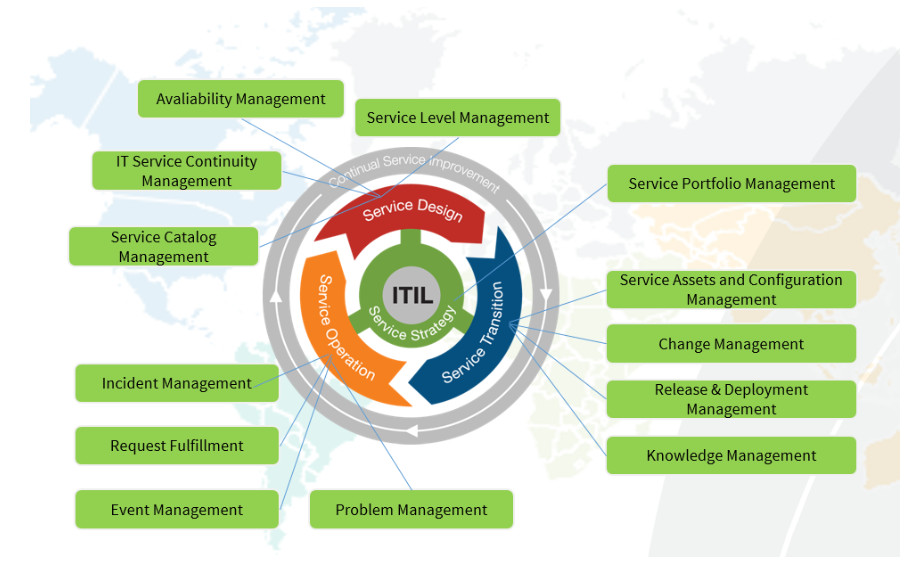 Avaliability Management
Service Level Management
IT Service Continuity
Management
Continual Service Improvement
Service Portfolio Management
Service Design
Service Catalog
Management
Service Assets and Configuration
Management
ITIL
Service Strategy
Service Transition
Service Operation
Change Management
Incident Management
Release & Deployment
Management
Request Fulfillment
Knowledge Management
Event Management
Problem Management